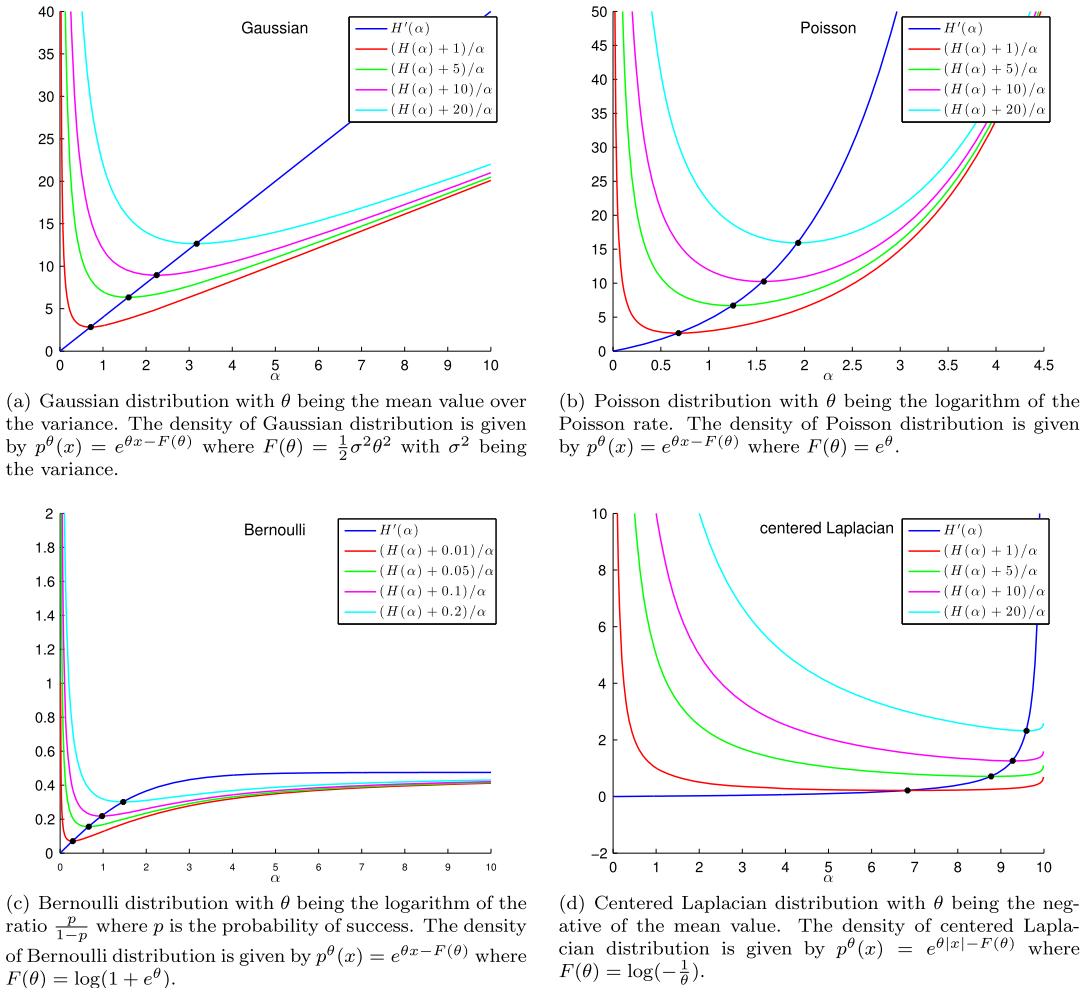 Gaussian
H′(α)
(H(α) + 1)/α
(H(α) + 5)/α
(H(α) + 10)/α
(H(α) + 20)/α
40
35
30
25
20
15
10
5
0
0 1 2 3 4 5 6 7 8 9 10
α
(a) Gaussian distribution with θ being the mean value over
the variance. The density of Gaussian distribution is given
by p^θ(x) = e^{θx−F(θ)} where F(θ) = ½σ²θ² with σ² being
the variance.
Poisson
H′(α)
(H(α) + 1)/α
(H(α) + 5)/α
(H(α) + 10)/α
(H(α) + 20)/α
50
45
40
35
30
25
20
15
10
5
0
0 0.5 1 1.5 2 2.5 3 3.5 4 4.5
α
(b) Poisson distribution with θ being the logarithm of the
Poisson rate. The density of Poisson distribution is given
by p^θ(x) = e^{θx−F(θ)} where F(θ) = e^θ.
Bernoulli
H′(α)
(H(α) + 0.01)/α
(H(α) + 0.05)/α
(H(α) + 0.1)/α
(H(α) + 0.2)/α
2
1.8
1.6
1.4
1.2
1
0.8
0.6
0.4
0.2
0
0 1 2 3 4 5 6 7 8 9 10
α
(c) Bernoulli distribution with θ being the logarithm of the
ratio p/(1−p) where p is the probability of success. The density
of Bernoulli distribution is given by p^θ(x) = e^{θx−F(θ)} where
F(θ) = log(1 + e^θ).
centered Laplacian
H′(α)
(H(α) + 1)/α
(H(α) + 5)/α
(H(α) + 10)/α
(H(α) + 20)/α
10
8
6
4
2
0
−2
0 1 2 3 4 5 6 7 8 9 10
α
(d) Centered Laplacian distribution with θ being the neg-
ative of the mean value. The density of centered Lapla-
cian distribution is given by p^θ(x) = e^{θ|x|−F(θ)} where
F(θ) = log(−1/θ).